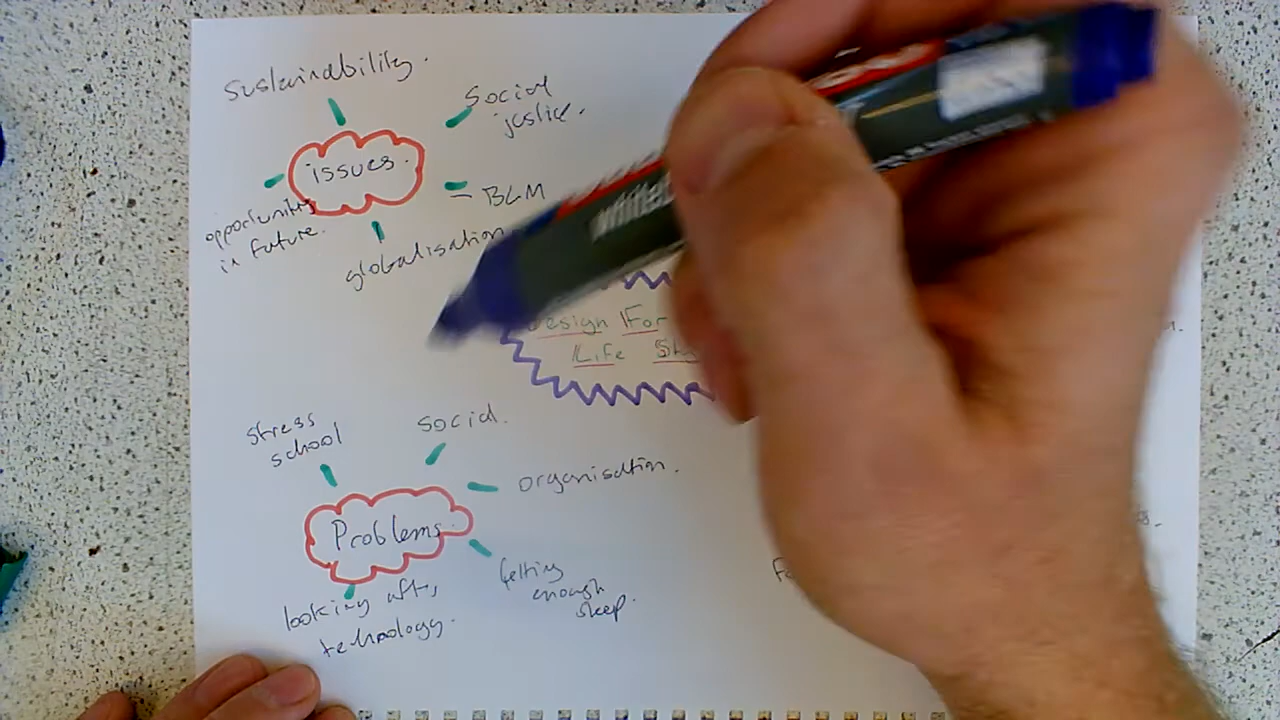 Sustainability.
Social
justice.
issues.
- BLM
opportunities
in future.
globalisation
Design For
Life
stress
school
social.
organisation.
Problems.
getting
enough
sleep.
looking after
technology.